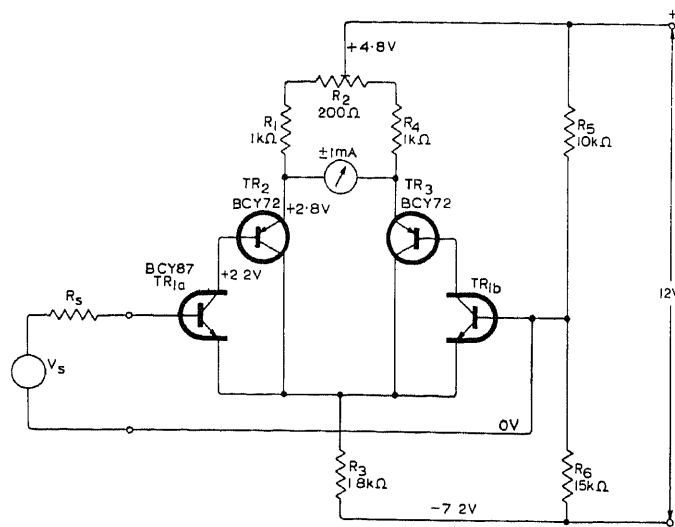 +
+4·8V
R2
200Ω
R1
1kΩ
R4
1kΩ
R5
10kΩ
±1mA
TR2
BCY72
TR3
BCY72
+2·8V
BCY87
TR1a
+2 2V
TR1b
12V
Rs
Vs
0V
R3
1 8kΩ
R6
15kΩ
-7 2V